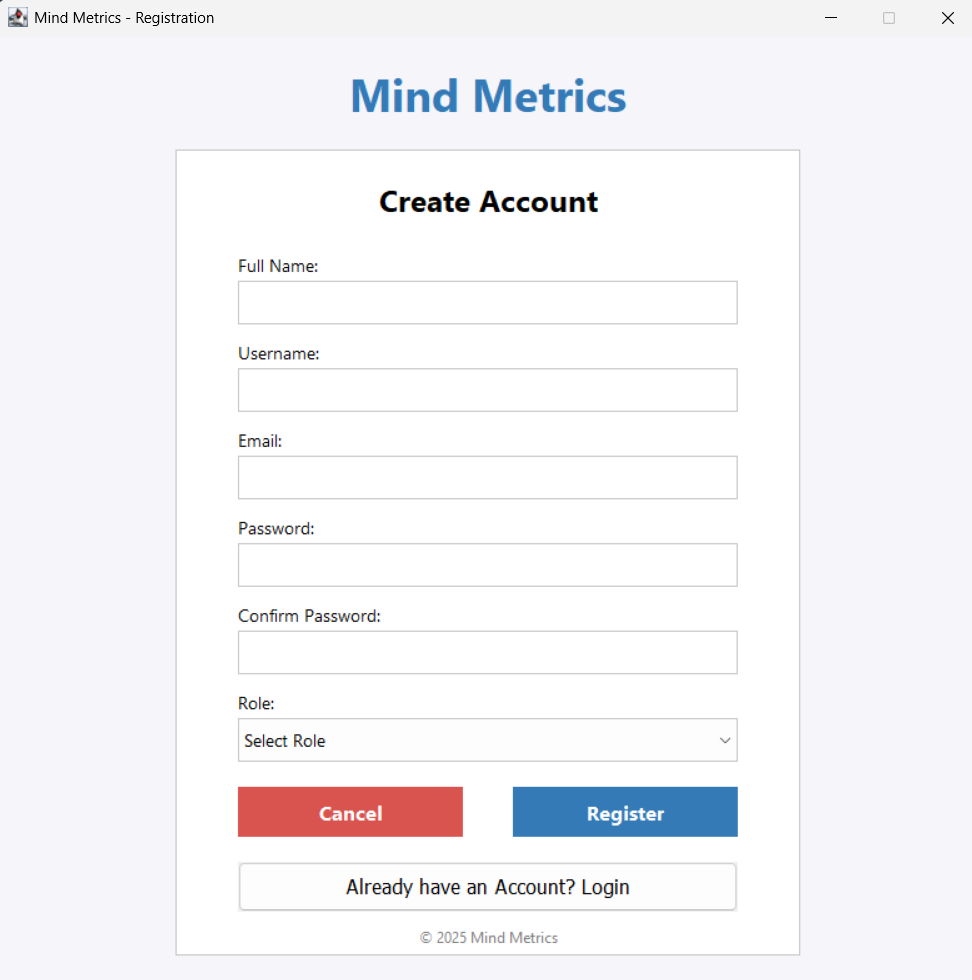 Mind Metrics - Registration
Mind Metrics
Create Account
Full Name:
Username:
Email:
Password:
Confirm Password:
Role:
Select Role
Cancel Register
Already have an Account? Login
© 2025 Mind Metrics